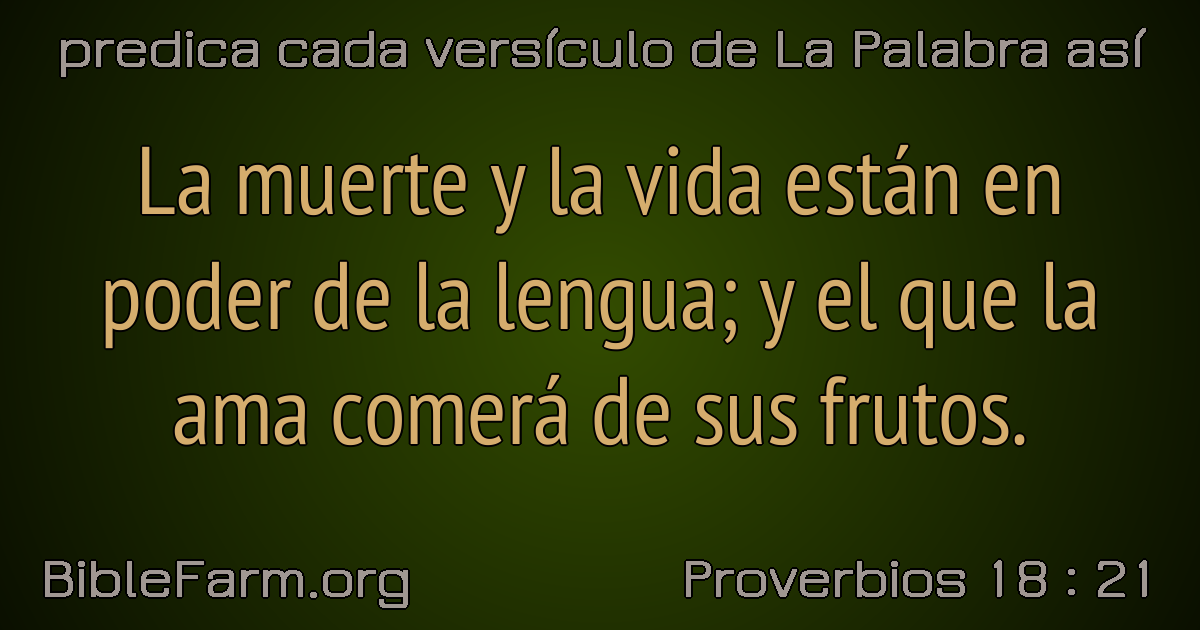 predica cada versículo de La Palabra así
La muerte y la vida están en
poder de la lengua; y el que la
ama comerá de sus frutos.
BibleFarm.org
Proverbios 18 : 21